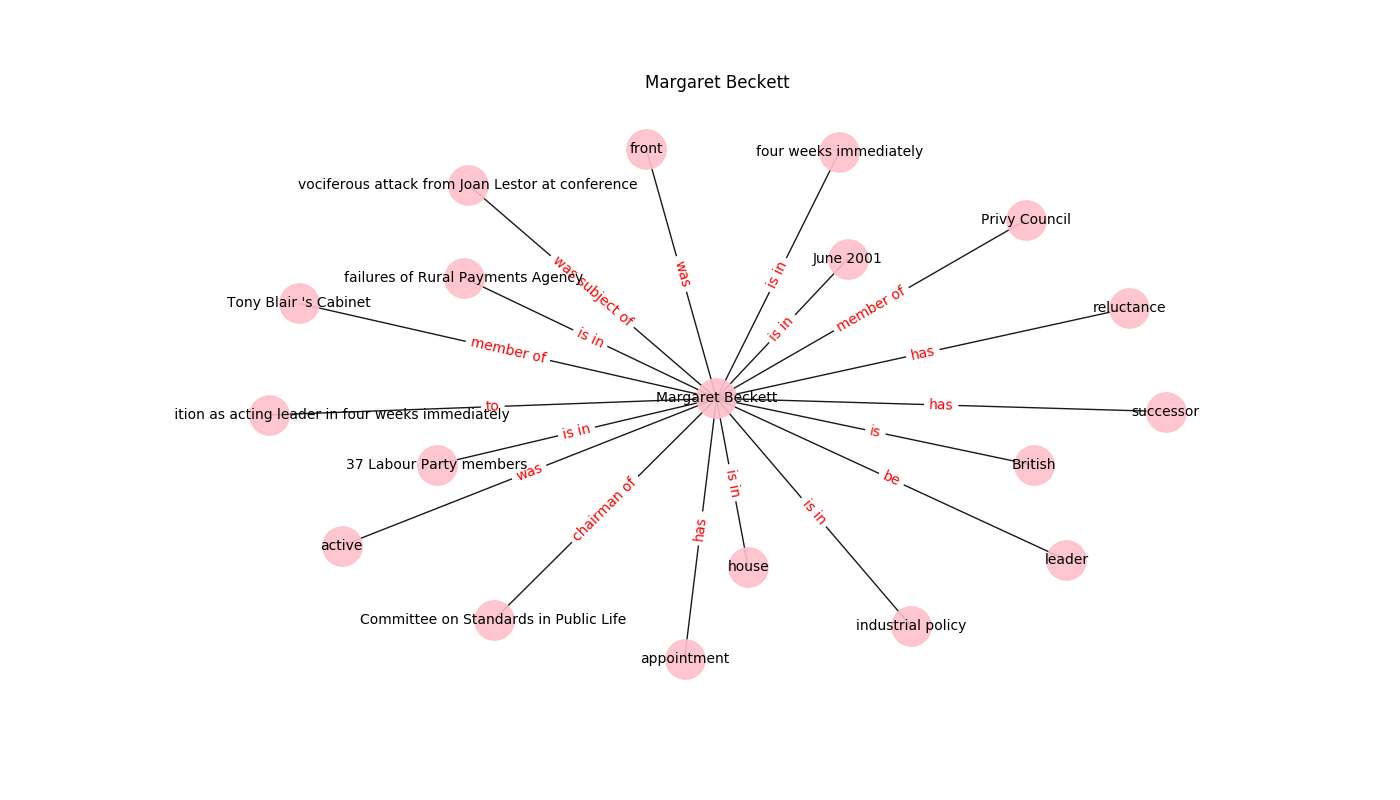 Margaret Beckett
front
four weeks immediately
vociferous attack from Joan Lestor at conference
Privy Council
June 2001
was
is in
failures of Rural Payments Agency
was subject of
Tony Blair 's Cabinet
member of
reluctance
is in
is in
member of
has
Margaret Beckett
to
has
ition as acting leader in four weeks immediately
successor
is in
is
37 Labour Party members
British
was
is in
be
chairman of
is in
has
active
leader
house
Committee on Standards in Public Life
industrial policy
appointment